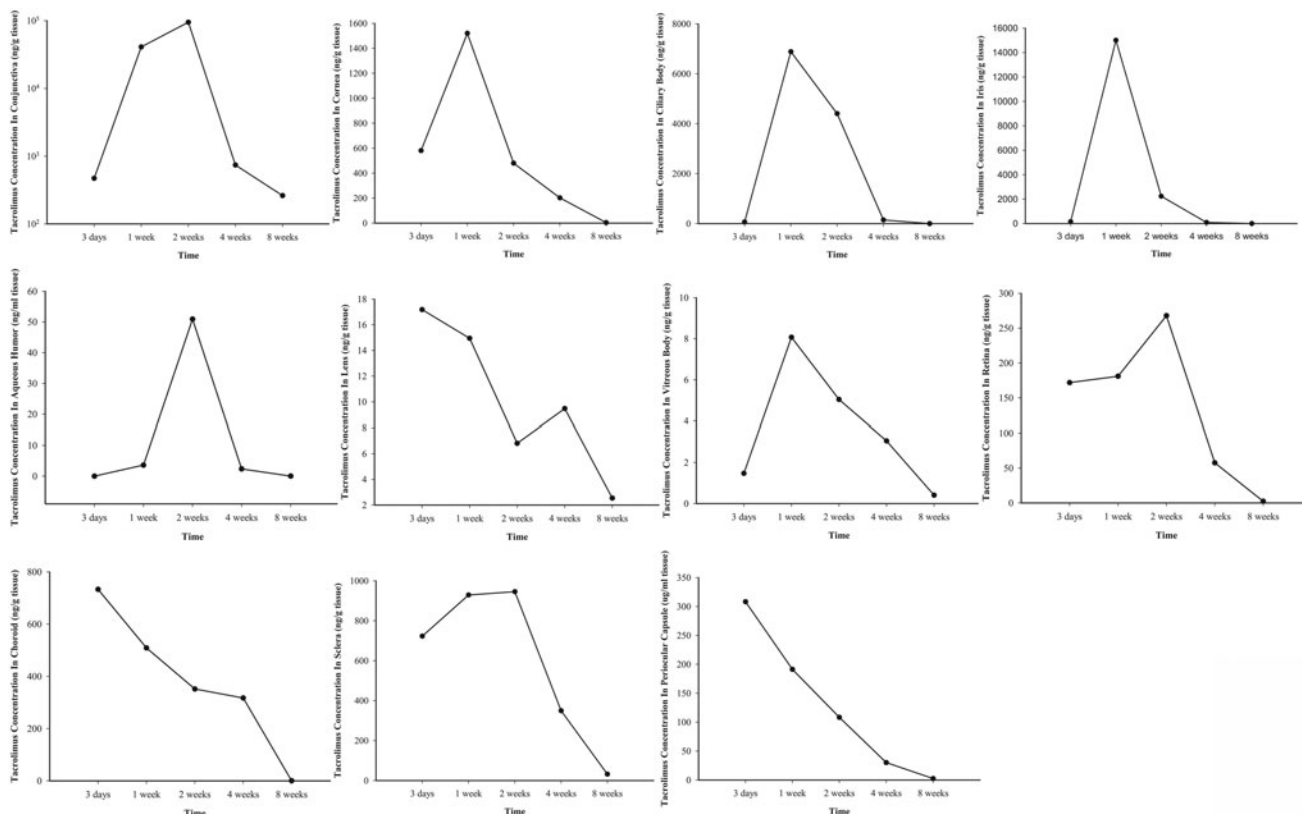 Tacrolimus Concentration In Conjunctiva (ng/g tissue)
10⁵
10⁴
10³
10²
3 days 1 week 2 weeks 4 weeks 8 weeks
Time
Tacrolimus Concentration In Cornea (ng/g tissue)
1600
1400
1200
1000
800
600
400
200
0
3 days 1 week 2 weeks 4 weeks 8 weeks
Time
Tacrolimus Concentration In Ciliary Body (ng/g tissue)
8000
6000
4000
2000
0
3 days 1 week 2 weeks 4 weeks 8 weeks
Time
Tacrolimus Concentration In Iris (ng/g tissue)
16000
14000
12000
10000
8000
6000
4000
2000
0
3 days 1 week 2 weeks 4 weeks 8 weeks
Time
Tacrolimus Concentration In Aqueous Humor (ng/ml tissue)
60
50
40
30
20
10
0
3 days 1 week 2 weeks 4 weeks 8 weeks
Time
Tacrolimus Concentration In Lens (ng/g tissue)
18
16
14
12
10
8
6
4
2
3 days 1 week 2 weeks 4 weeks 8 weeks
Time
Tacrolimus Concentration In Vitreous Body (ng/g tissue)
10
8
6
4
2
0
3 days 1 week 2 weeks 4 weeks 8 weeks
Time
Tacrolimus Concentration In Retina (ng/g tissue)
300
250
200
150
100
50
0
3 days 1 week 2 weeks 4 weeks 8 weeks
Time
Tacrolimus Concentration In Choroid (ng/g tissue)
800
600
400
200
0
3 days 1 week 2 weeks 4 weeks 8 weeks
Time
Tacrolimus Concentration In Sclera (ng/g tissue)
1000
800
600
400
200
0
3 days 1 week 2 weeks 4 weeks 8 weeks
Time
Tacrolimus Concentration In Periocular Capsule (ug/ml tissue)
350
300
250
200
150
100
50
0
3 days 1 week 2 weeks 4 weeks 8 weeks
Time